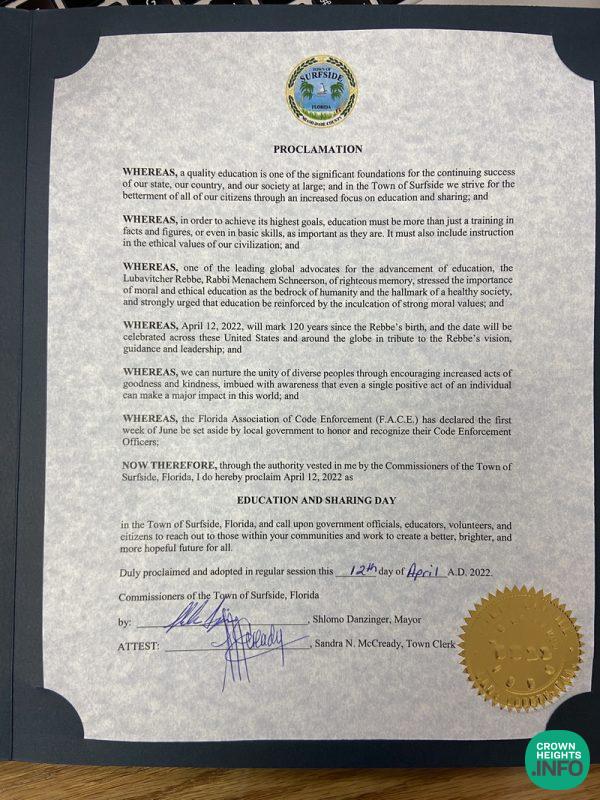 TOWN OF
SURFSIDE
FLORIDA
MIAMI-DADE COUNTY
PROCLAMATION
WHEREAS, a quality education is one of the significant foundations for the continuing success
of our state, our country, and our society at large; and in the Town of Surfside we strive for the
betterment of all of our citizens through an increased focus on education and sharing; and
WHEREAS, in order to achieve its highest goals, education must be more than just a training in
facts and figures, or even in basic skills, as important as they are. It must also include instruction
in the ethical values of our civilization; and
WHEREAS, one of the leading global advocates for the advancement of education, the
Lubavitcher Rebbe, Rabbi Menachem Schneerson, of righteous memory, stressed the importance
of moral and ethical education as the bedrock of humanity and the hallmark of a healthy society,
and strongly urged that education be reinforced by the inculcation of strong moral values; and
WHEREAS, April 12, 2022, will mark 120 years since the Rebbe's birth, and the date will be
celebrated across these United States and around the globe in tribute to the Rebbe's vision,
guidance and leadership; and
WHEREAS, we can nurture the unity of diverse peoples through encouraging increased acts of
goodness and kindness, imbued with awareness that even a single positive act of an individual
can make a major impact in this world; and
WHEREAS, the Florida Association of Code Enforcement (F.A.C.E.) has declared the first
week of June be set aside by local government to honor and recognize their Code Enforcement
Officers;
NOW THEREFORE, through the authority vested in me by the Commissioners of the Town of
Surfside, Florida, I do hereby proclaim April 12, 2022 as
EDUCATION AND SHARING DAY
in the Town of Surfside, Florida, and call upon government officials, educators, volunteers, and
citizens to reach out to those within your communities and work to create a better, brighter, and
more hopeful future for all.
Duly proclaimed and adopted in regular session this 12th day of April A.D. 2022.
Commissioners of the Town of Surfside, Florida
by: , Shlomo Danzinger, Mayor
ATTEST: McCready , Sandra N. McCready, Town Clerk
CROWN
HEIGHTS
.INFO